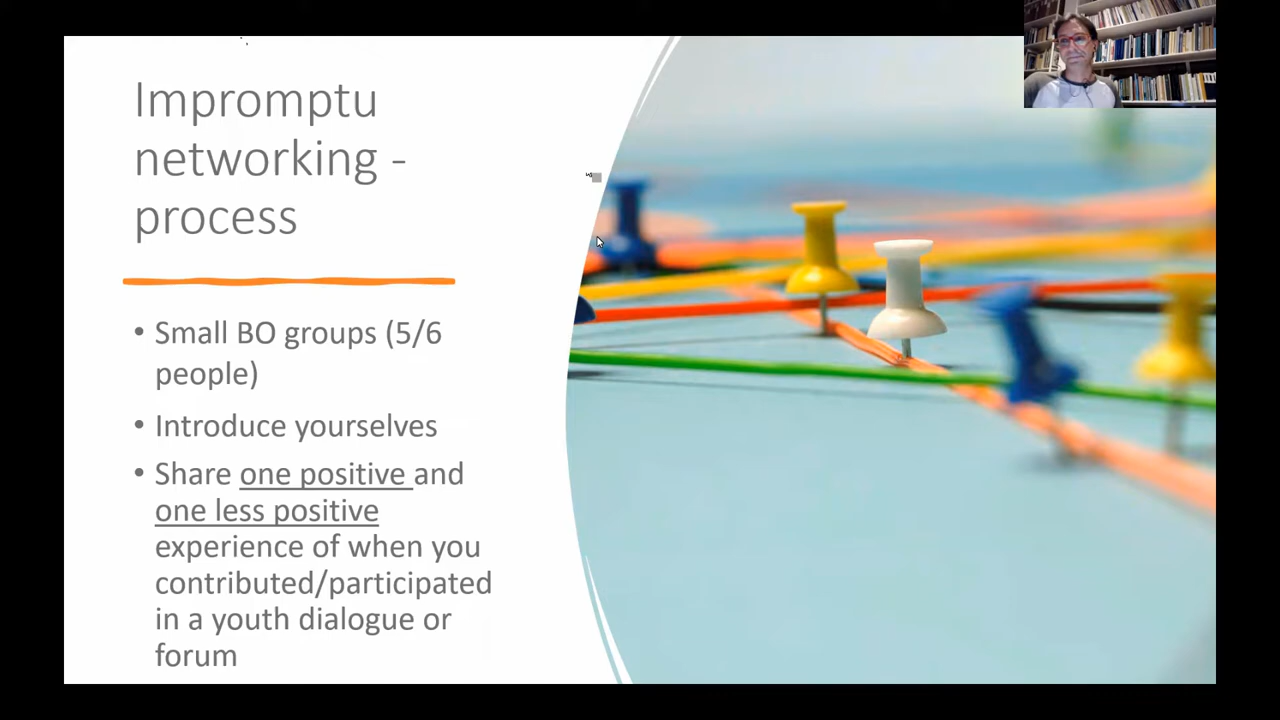 Impromptu
networking -
process
• Small BO groups (5/6
people)
• Introduce yourselves
• Share one positive and
one less positive
experience of when you
contributed/participated
in a youth dialogue or
forum